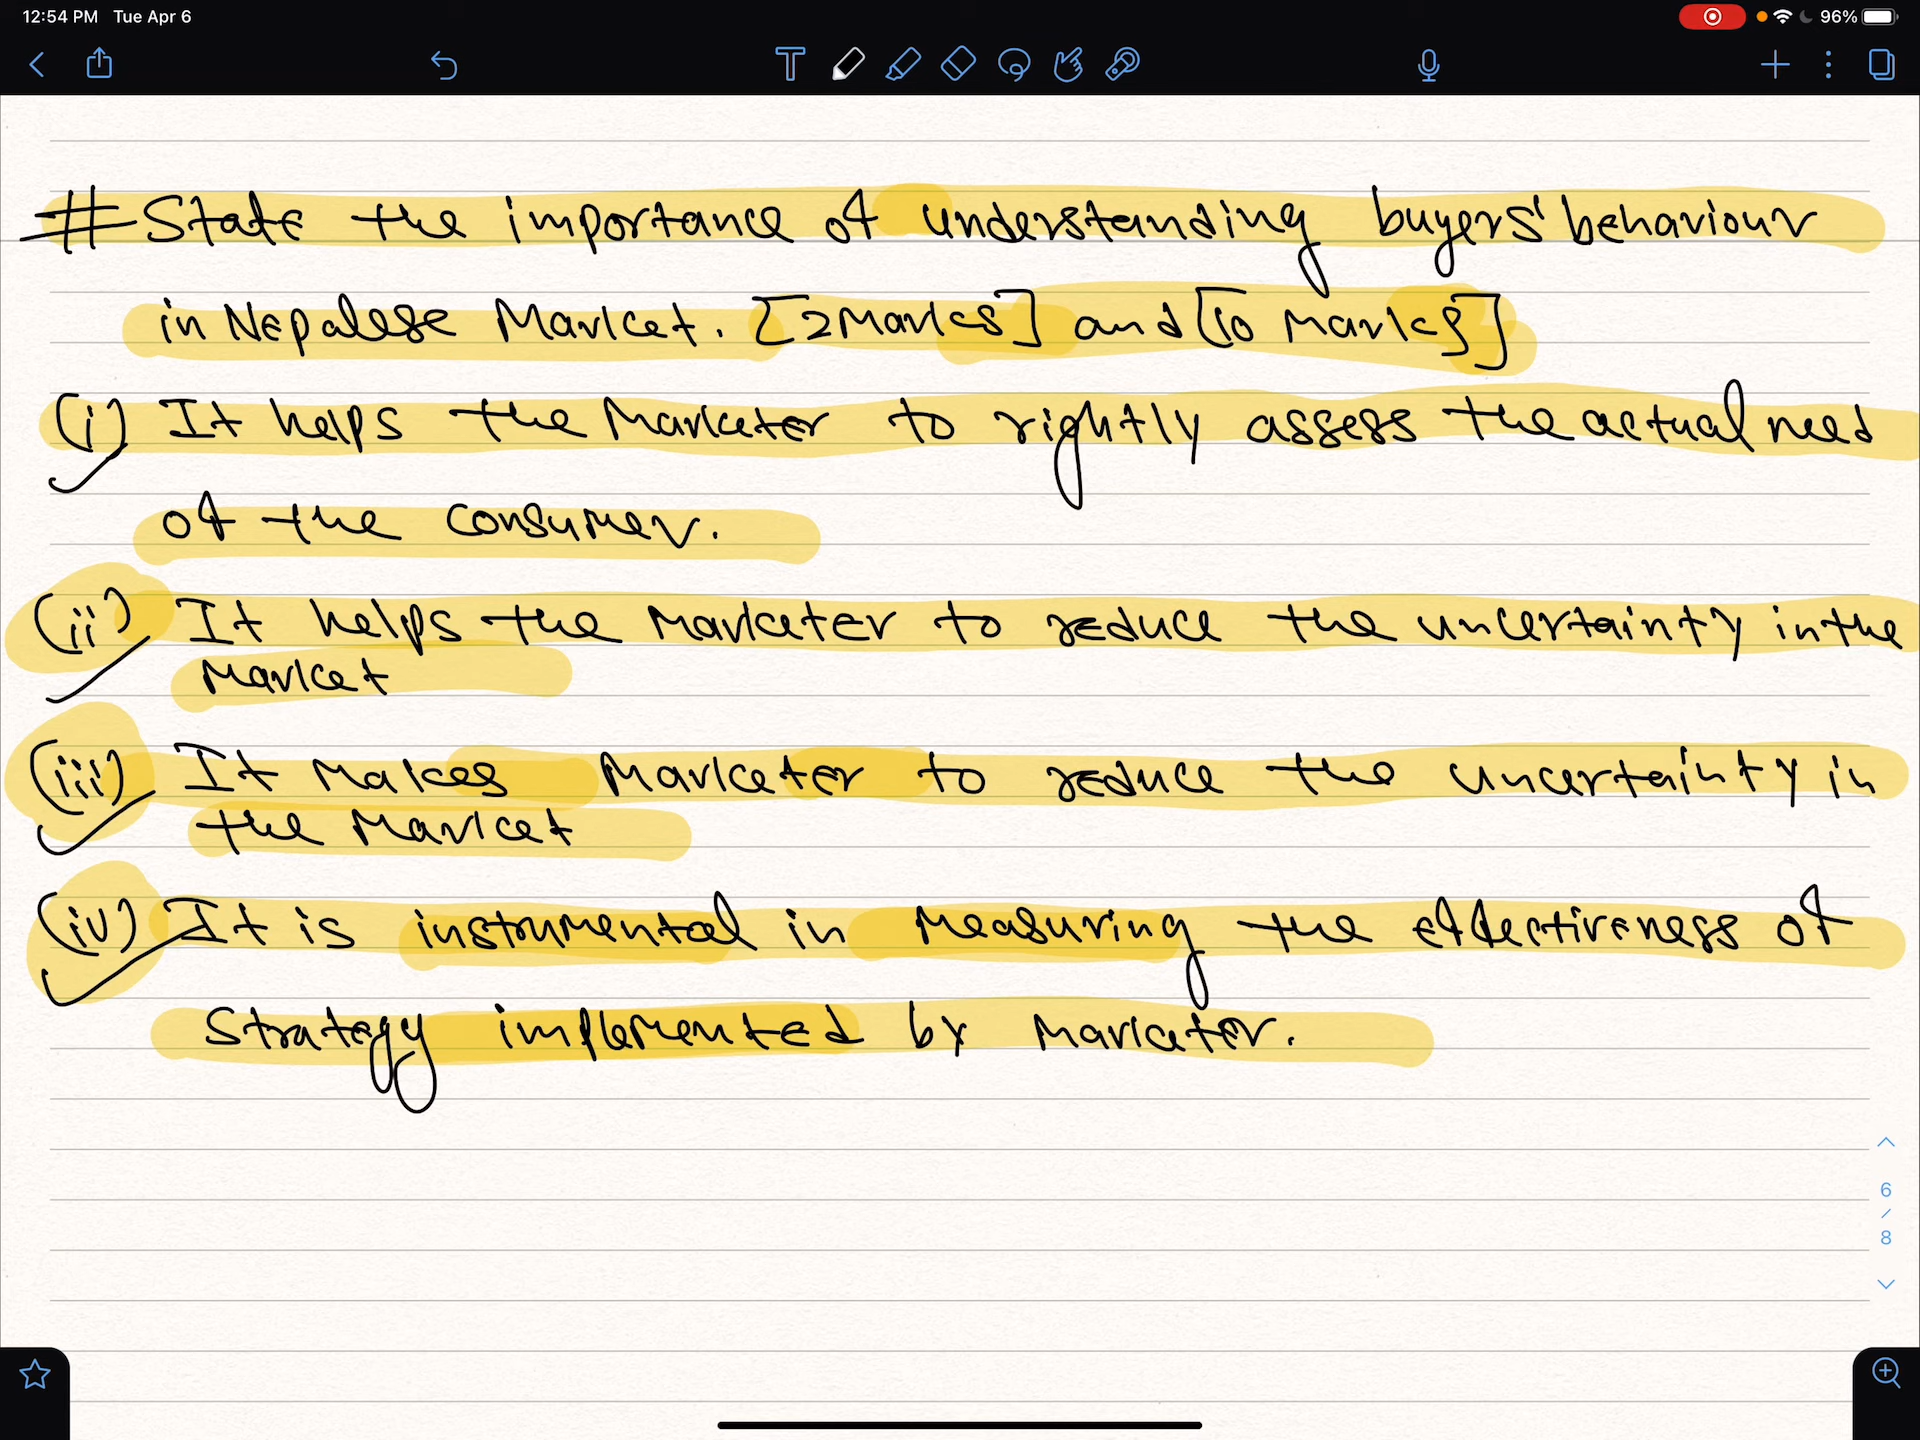 12:54 PM Tue Apr 6
96%
# State the importance of understanding buyers' behaviour
in Nepalese Market. [2 Marks] and [10 Marks]
(i) It helps the Marketer to rightly assess the actual need
of the consumer.
(ii) It helps the Marketer to reduce the uncertainty in the
Market
(iii) It Makes Marketer to reduce the uncertainty in
the Market
(iv) It is instrumental in Measuring the effectiveness of
Strategy implemented by Marketer.
6
/
8